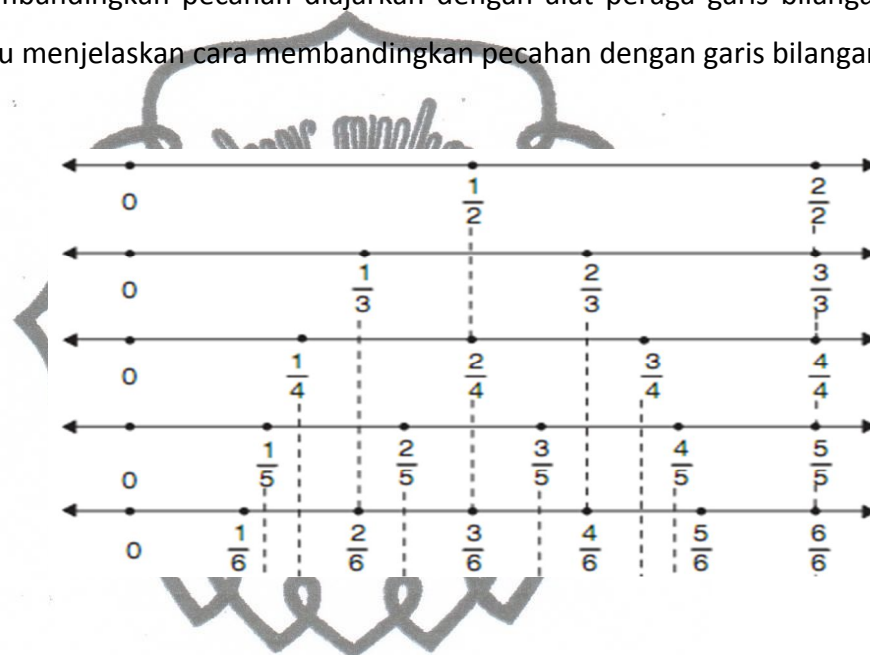 pecahan diajarkan dengan alat peraga garis
menjelaskan cara membandingkan pecahan dengan garis bilangan
0 1/2 2/2
0 1/3 2/3 3/3
0 1/4 2/4 3/4 4/4
0 1/5 2/5 3/5 4/5 5/5
0 1/6 2/6 3/6 4/6 5/6 6/6